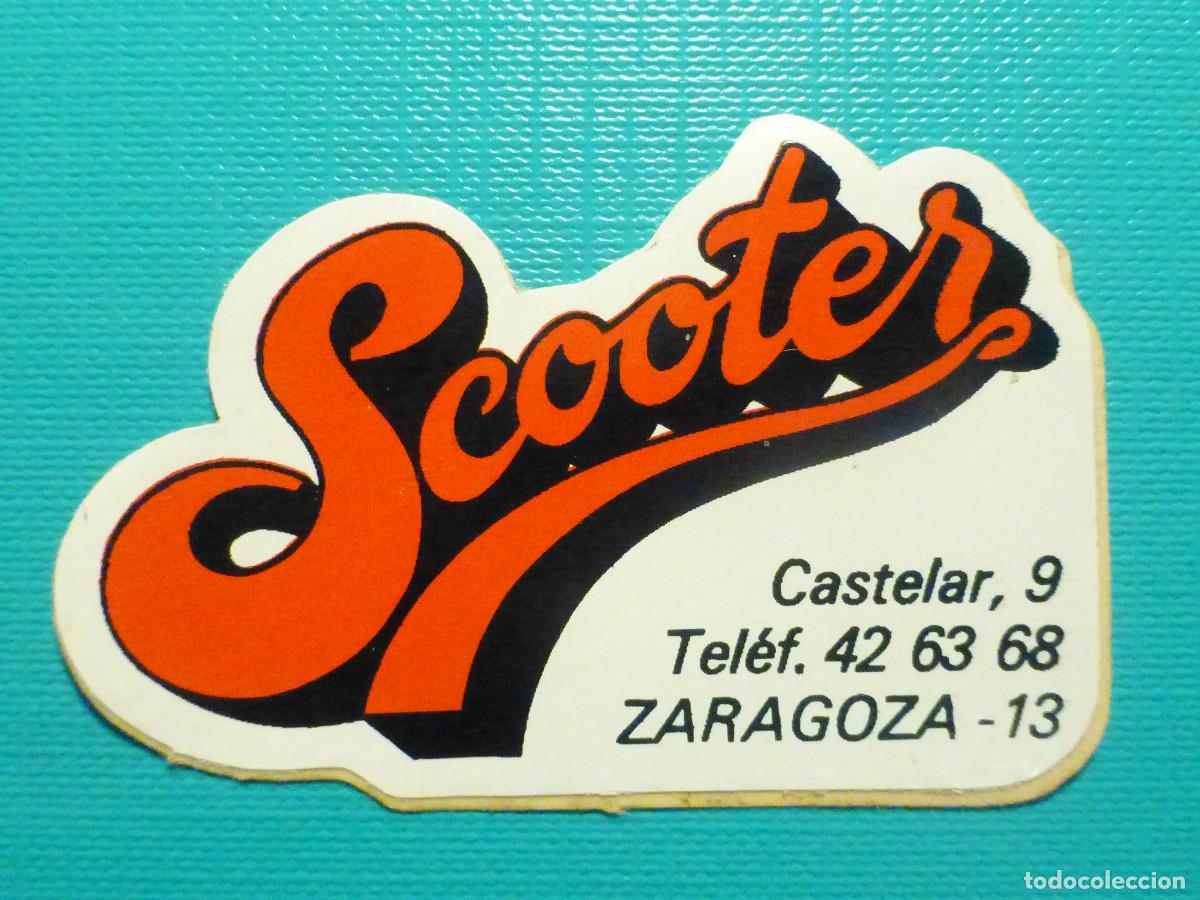 Scooter
Castelar, 9
Teléf. 42 63 68
ZARAGOZA - 13
todocoleccion